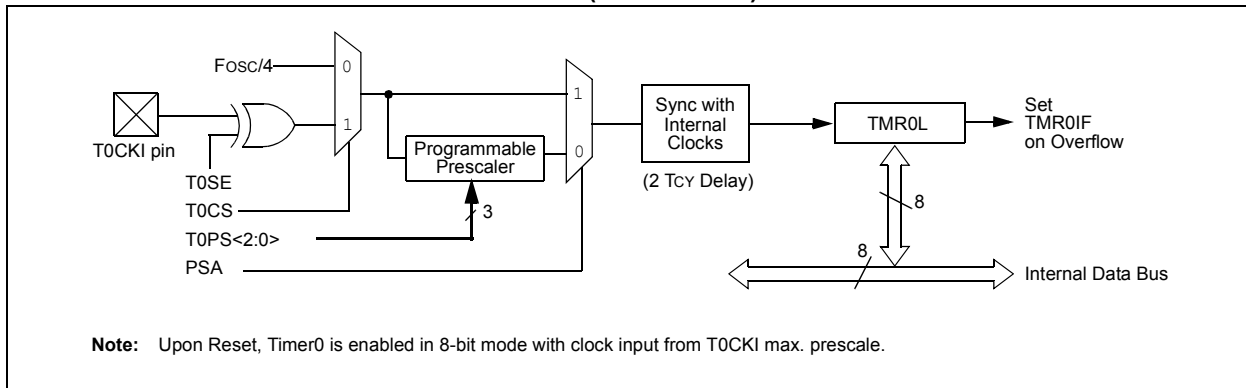 FOSC/4
0
1
T0CKI pin
T0SE
T0CS
T0PS<2:0>
PSA
Programmable
Prescaler
3
1
0
Sync with
Internal
Clocks
(2 TCY Delay)
TMR0L
Set
TMR0IF
on Overflow
8
8
Internal Data Bus
Note: Upon Reset, Timer0 is enabled in 8-bit mode with clock input from T0CKI max. prescale.